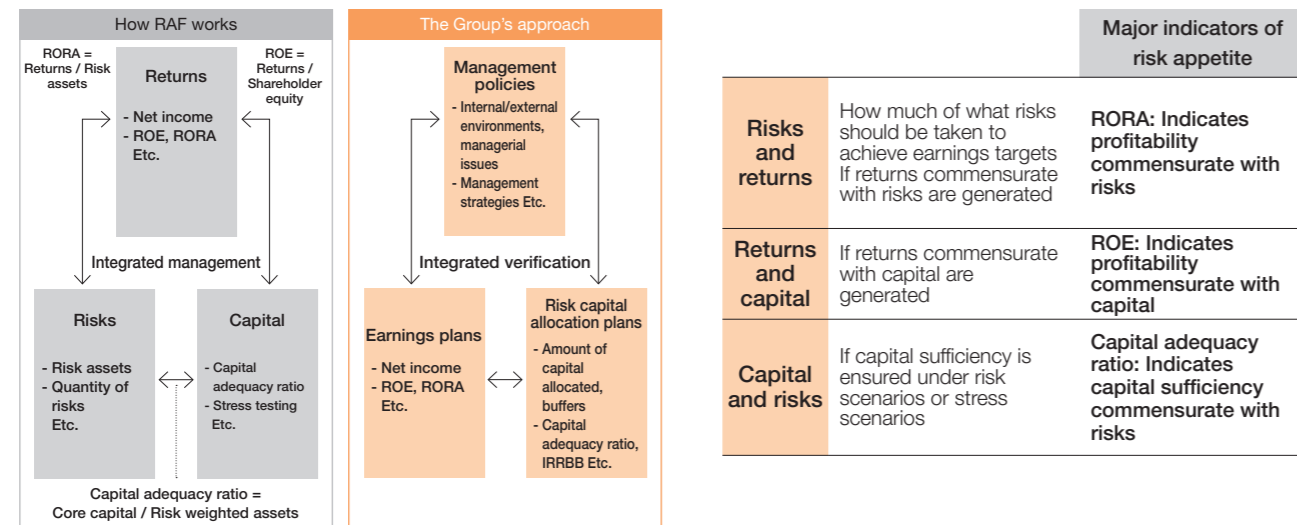 How RAF works
RORA =
Returns / Risk
assets
ROE =
Returns /
Shareholder
equity
Returns
- Net income
- ROE, RORA
Etc.
Integrated management
Risks
- Risk assets
- Quantity of
risks
Etc.
Capital
- Capital
adequacy ratio
- Stress testing
Etc.
Capital adequacy ratio =
Core capital / Risk weighted assets
The Group's approach
Management
policies
- Internal/external
environments,
managerial
issues
- Management
strategies Etc.
Integrated verification
Earnings plans
- Net income
- ROE, RORA
Etc.
Risk capital
allocation plans
- Amount of
capital
allocated,
buffers
- Capital
adequacy ratio,
IRRBB Etc.
Major indicators of
risk appetite
Risks
and
returns
How much of what risks
should be taken to
achieve earnings targets
If returns commensurate
with risks are generated
RORA: Indicates
profitability
commensurate with
risks
Returns
and
capital
If returns commensurate
with capital are
generated
ROE: Indicates
profitability
commensurate with
capital
Capital
and risks
If capital sufficiency is
ensured under risk
scenarios or stress
scenarios
Capital adequacy
ratio: Indicates
capital sufficiency
commensurate with
risks